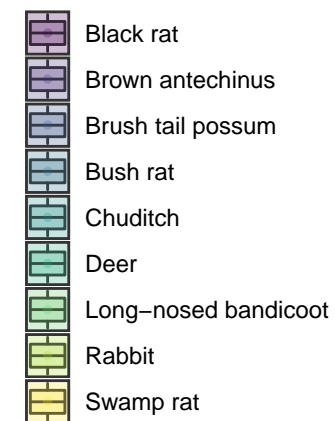 Black rat
Brown antechinus
Brush tail possum
Bush rat
Chuditch
Deer
Long−nosed bandicoot
Rabbit
Swamp rat